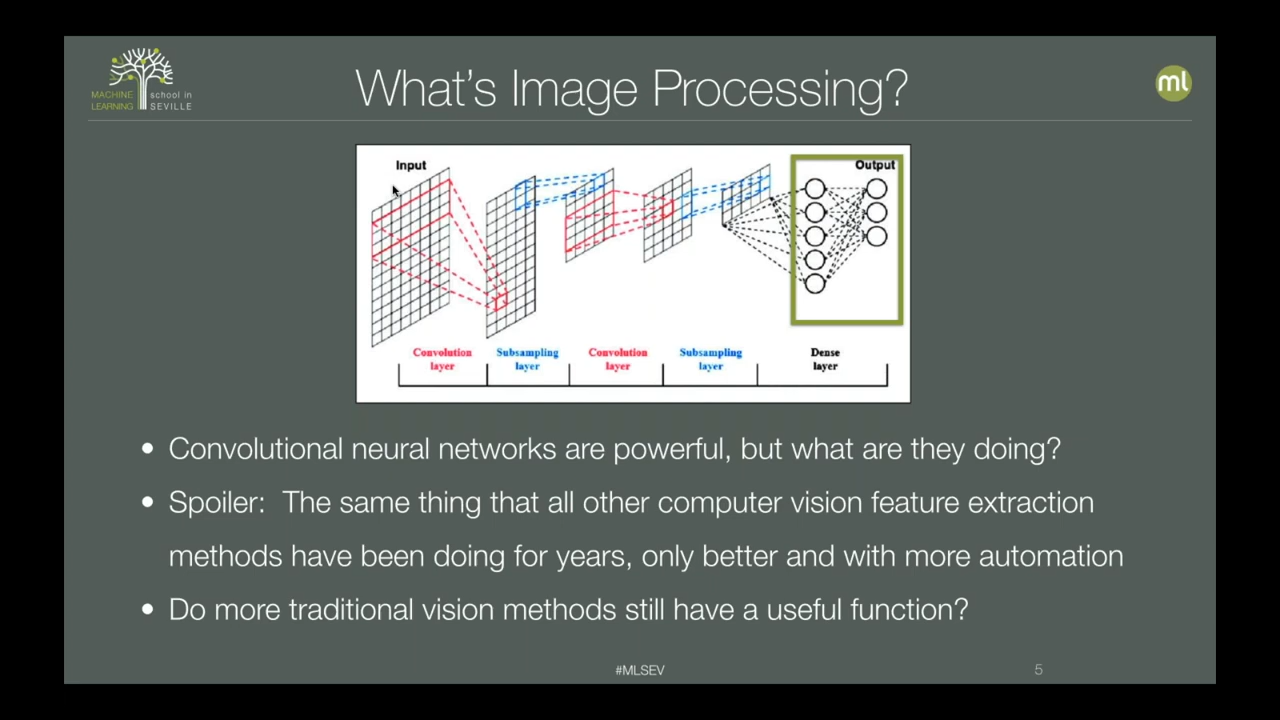 MACHINE school in
LEARNING SEVILLE
What's Image Processing?
ml
Input
Output
Convolution layer
Subsampling layer
Convolution layer
Subsampling layer
Dense layer
• Convolutional neural networks are powerful, but what are they doing?
• Spoiler: The same thing that all other computer vision feature extraction
methods have been doing for years, only better and with more automation
• Do more traditional vision methods still have a useful function?
#MLSEV
5